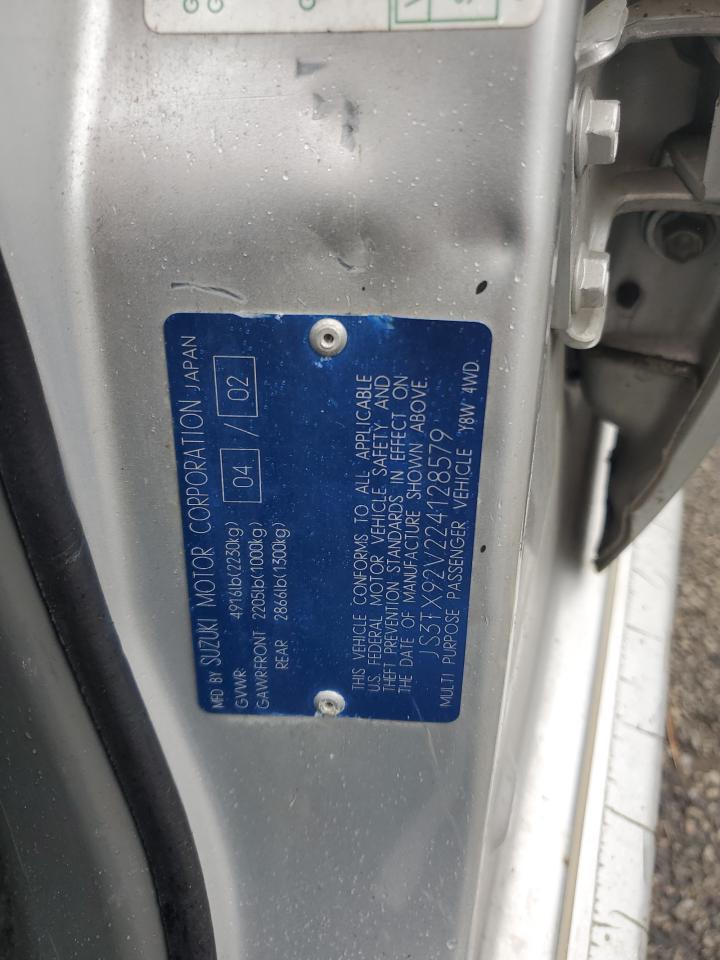 MFD BY SUZUKI MOTOR CORPORATION JAPAN
GVWR: 4916lb(2230kg) 04 / 02
GAWRFRONT 2205lb(1000kg)
REAR 2866lb(1300kg)
THIS VEHICLE CONFORMS TO ALL APPLICABLE
U.S. FEDERAL MOTOR VEHICLE SAFETY AND
THEFT PREVENTION STANDARDS IN EFFECT ON
THE DATE OF MANUFACTURE SHOWN ABOVE.
JS3TX92V224128579
MULTI PURPOSE PASSENGER VEHICLE Y8W 4WD.